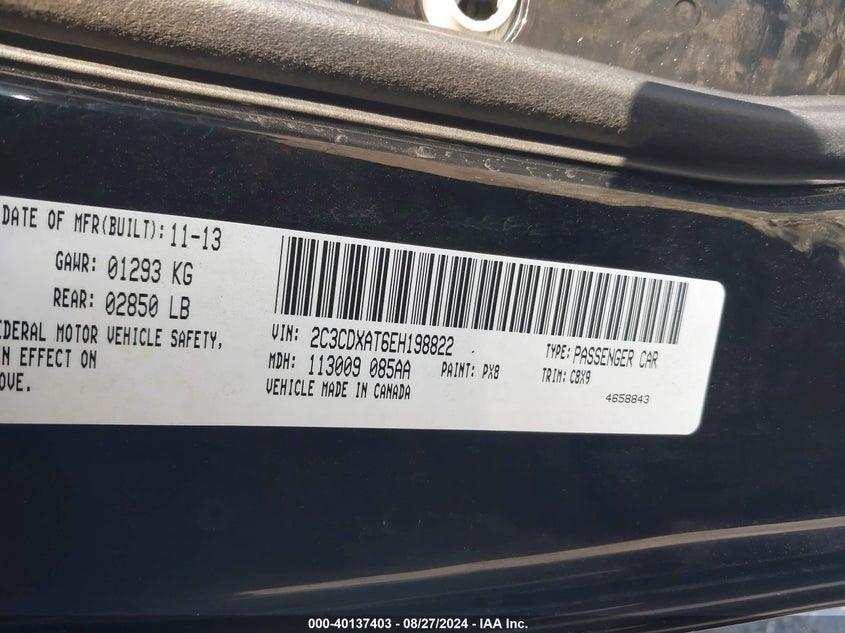 DATE OF MFR(BUILT): 11-13
GAWR: 01293 KG
REAR: 02850 LB
EDERAL MOTOR VEHICLE SAFETY,
IN EFFECT ON
OVE.
VIN: 2C3CDXAT6EH198822
TYPE: PASSENGER CAR
MDH: 113009 085AA
PAINT: PX8
TRIM: C8X9
VEHICLE MADE IN CANADA
4658843
000-40137403 - 08/27/2024 - IAA Inc.